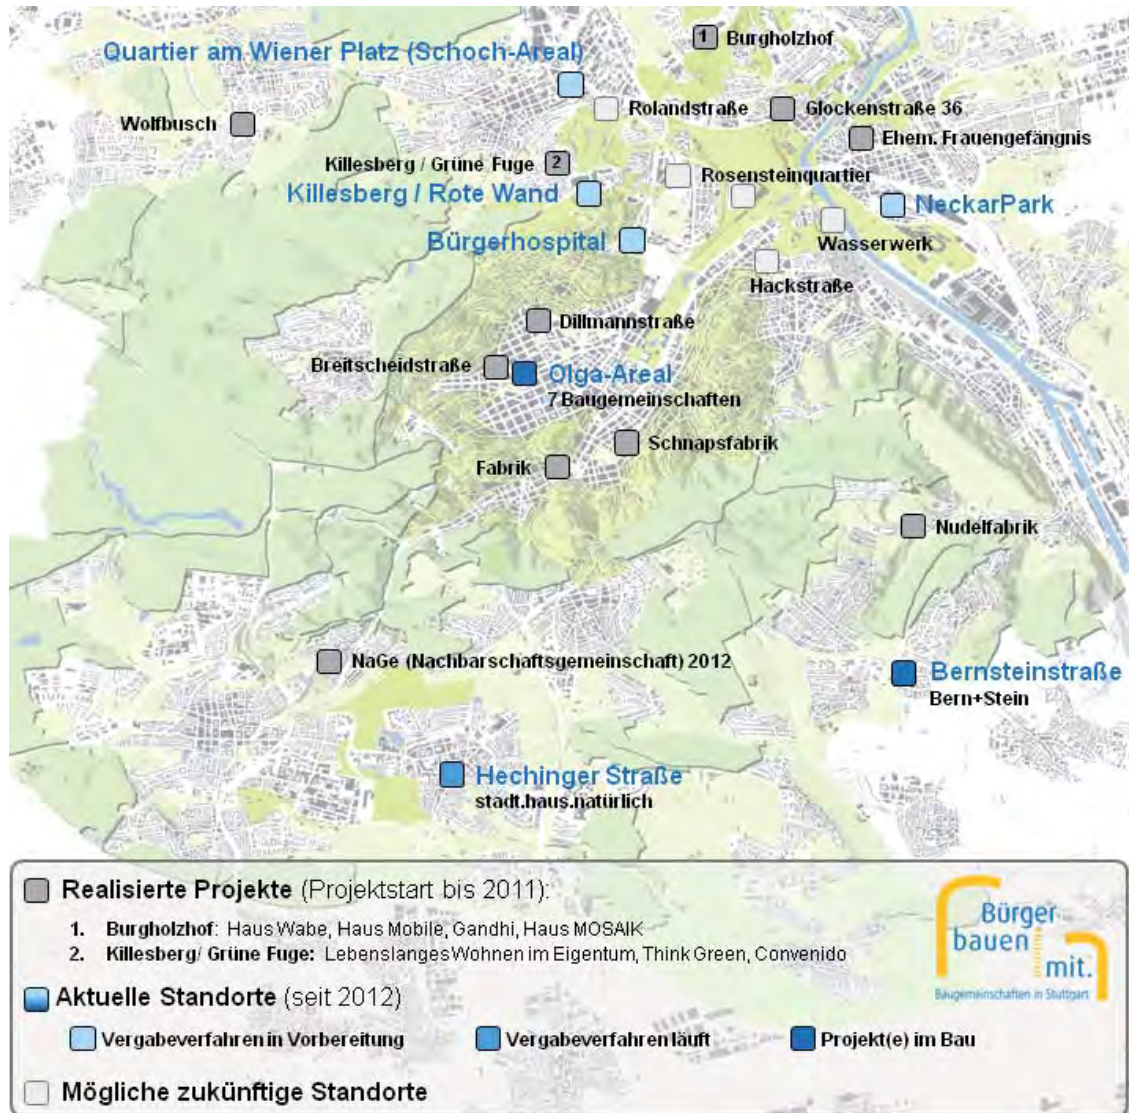 1 Burgholzhof
Quartier am Wiener Platz (Schoch-Areal)
Rolandstraße
Glockenstraße 36
Wolfbusch
Ehem. Frauengefängnis
Killesberg / Grüne Fuge 2
Rosensteinquartier
Killesberg / Rote Wand
NeckarPark
Bürgerhospital
Wasserwerk
Hackstraße
Dillmannstraße
Breitscheidstraße
Olga-Areal
7 Baugemeinschaften
Schnapsfabrik
Fabrik
Nudelfabrik
NaGe (Nachbarschaftsgemeinschaft) 2012
Bernsteinstraße
Bern+Stein
Hechinger Straße
stadt.haus.natürlich
Realisierte Projekte (Projektstart bis 2011):
1. Burgholzhof: Haus Wabe, Haus Mobile, Gandhi, Haus MOSAIK
2. Killesberg/ Grüne Fuge: Lebenslanges Wohnen im Eigentum, Think Green, Convenido
Aktuelle Standorte (seit 2012)
Vergabeverfahren in Vorbereitung
Vergabeverfahren läuft
Projekt(e) im Bau
Mögliche zukünftige Standorte
Bürger
bauen
mit.
Baugemeinschaften in Stuttgart